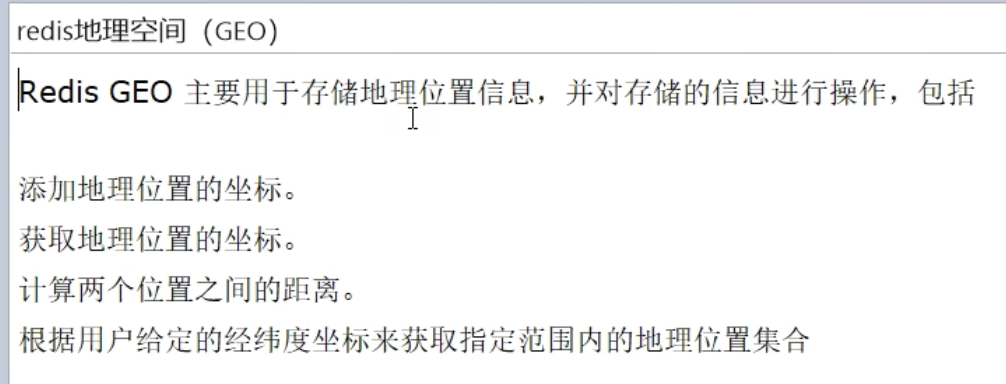 redis地理空间（GEO）
Redis GEO 主要用于存储地理位置信息，并对存储的信息进行操作，包括
添加地理位置的坐标。
获取地理位置的坐标。
计算两个位置之间的距离。
根据用户给定的经纬度坐标来获取指定范围内的地理位置集合